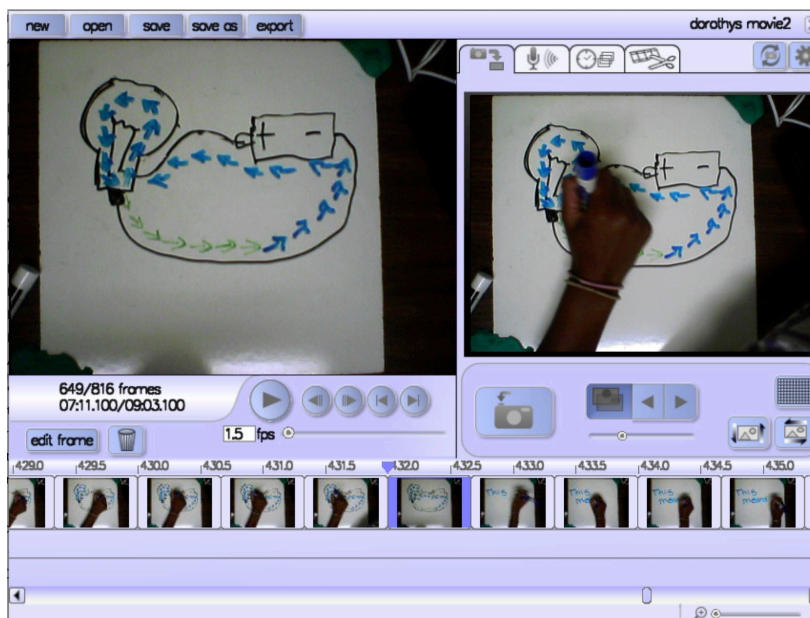 new open save save as export dorothys movie2
+ - + -
649/816 frames
07:11.100/09:03.100
edit frame 1.5 fps
429.0 429.5 430.0 430.5 431.0 431.5 432.0 432.5 433.0 433.5 434.0 434.5 435.0
This This mea This mean This means